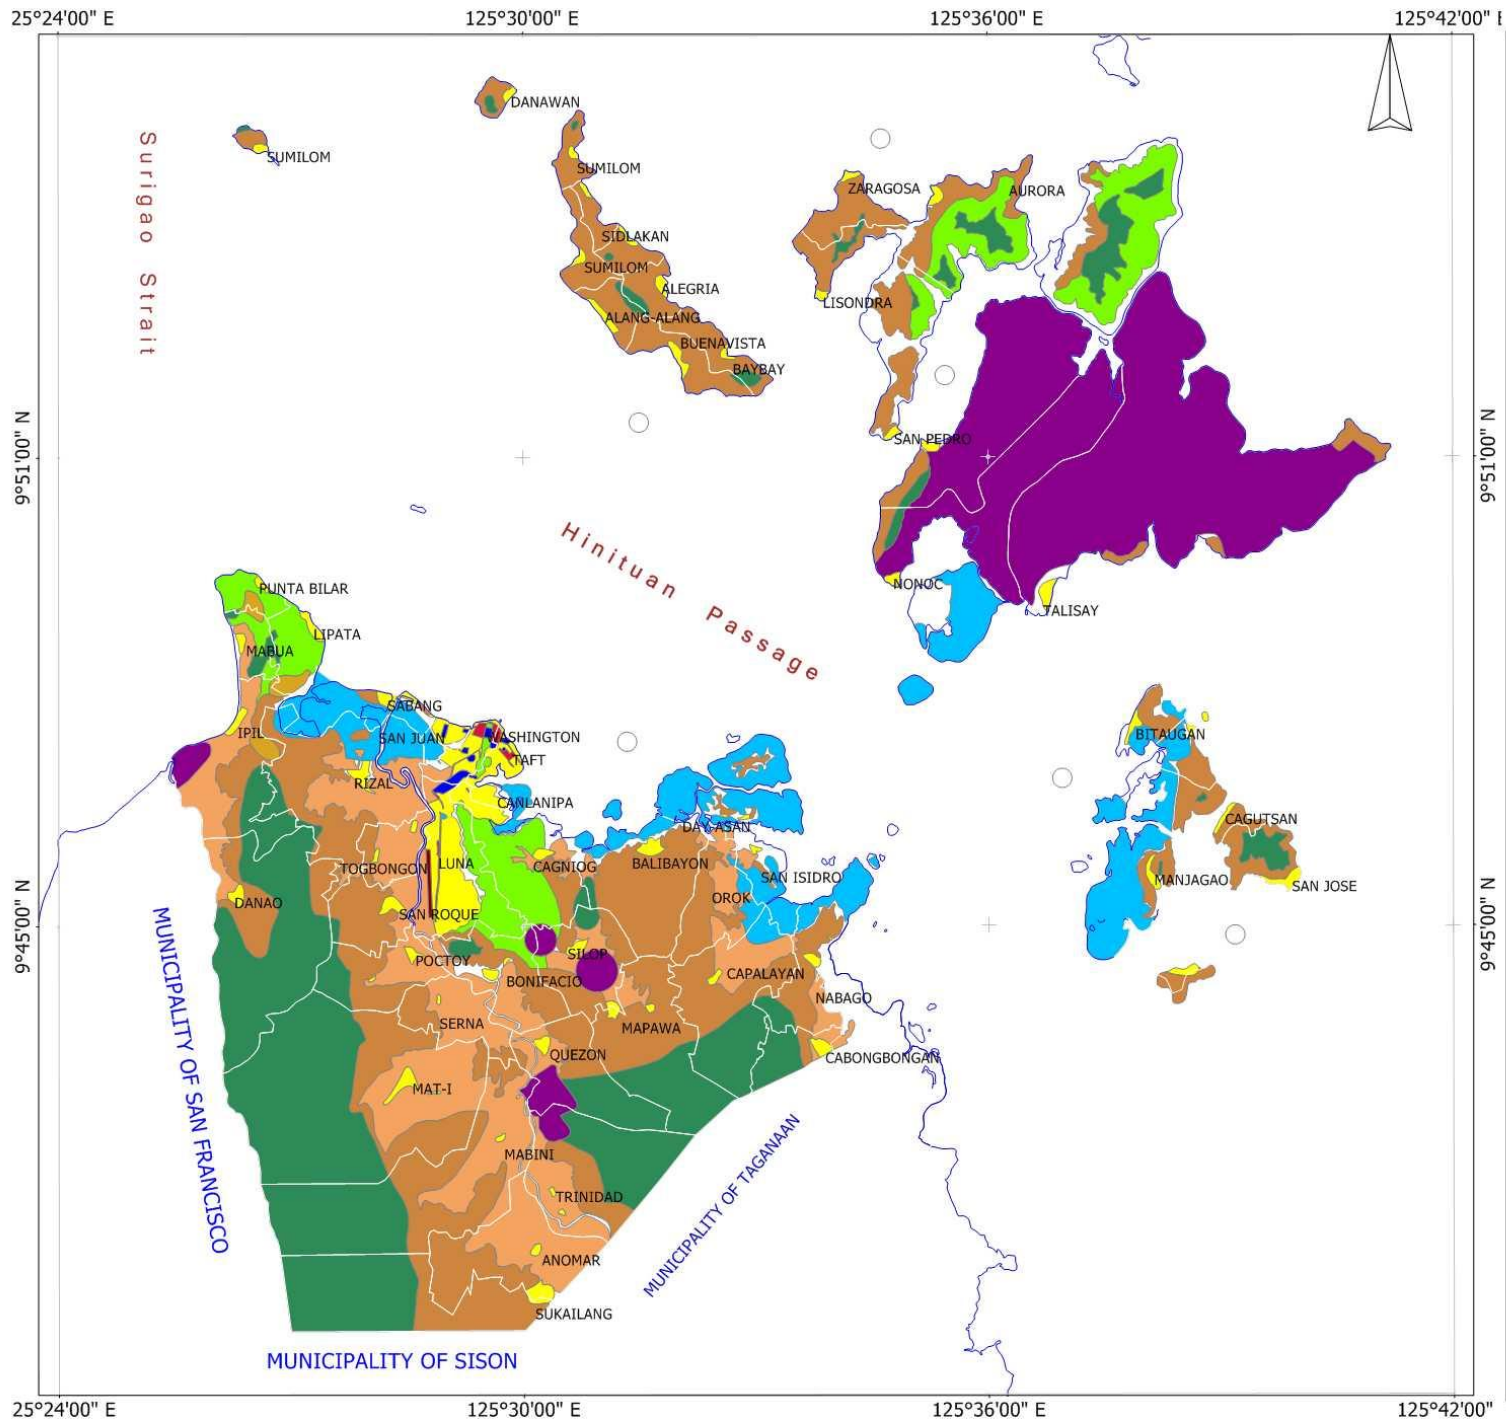 25°24'00" E
125°30'00" E
125°36'00" E
125°42'00"
DANAWAN
SUMILOM
SUMILOM
ZARAGOSA
AURORA
Surigao Strait
SIDLAKAN
SUMILOM
ALEGRIA
LISONDRA
ALANG-ALANG
BUENAVISTA
BAYBAY
SAN PEDRO
9°51'00" N
9°51'00" N
Hinituan Passage
NONOC
TALISAY
PUNTA BILAR
LIPATA
MABUA
SABANG
IPIL
SAN JUAN
WASHINGTON
BITAUGAN
TAFT
RIZAL
CANLANIPA
DAY-ASAN
CAGUTSAN
TOGBONGON
LUNA
CAGNIOG
BALIBAYON
SAN ISIDRO
MANJAGAO
SAN JOSE
DANAO
OROK
SAN ROQUE
9°45'00" N
9°45'00" N
POCTOY
SILOP
BONIFACIO
CAPALAYAN
NABAGO
SERNA
MAPAWA
QUEZON
CABONGBONGAN
MAT-I
MUNICIPALITY OF SAN FRANCISCO
MABINI
MUNICIPALITY OF TAGANAAN
TRINIDAD
ANOMAR
SUKAILANG
MUNICIPALITY OF SISON
25°24'00" E
125°30'00" E
125°36'00" E
125°42'00"